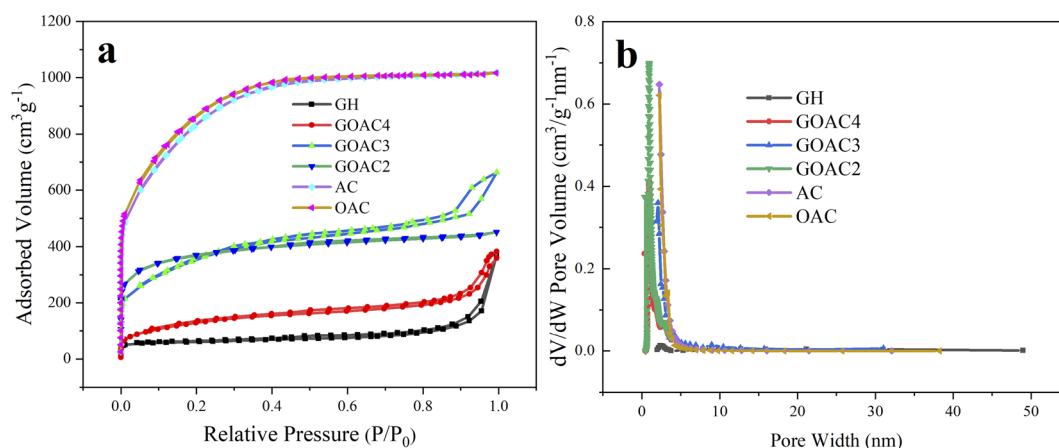 a
1200
1000
800
600
400
200
0
Adsorbed Volume (cm³g⁻¹)
GH
GOAC4
GOAC3
GOAC2
AC
OAC
0.0 0.2 0.4 0.6 0.8 1.0
Relative Pressure (P/P₀)
b
0.8
0.6
0.4
0.2
0.0
dV/dW Pore Volume (cm³/g⁻¹nm⁻¹)
GH
GOAC4
GOAC3
GOAC2
AC
OAC
0 10 20 30 40 50
Pore Width (nm)